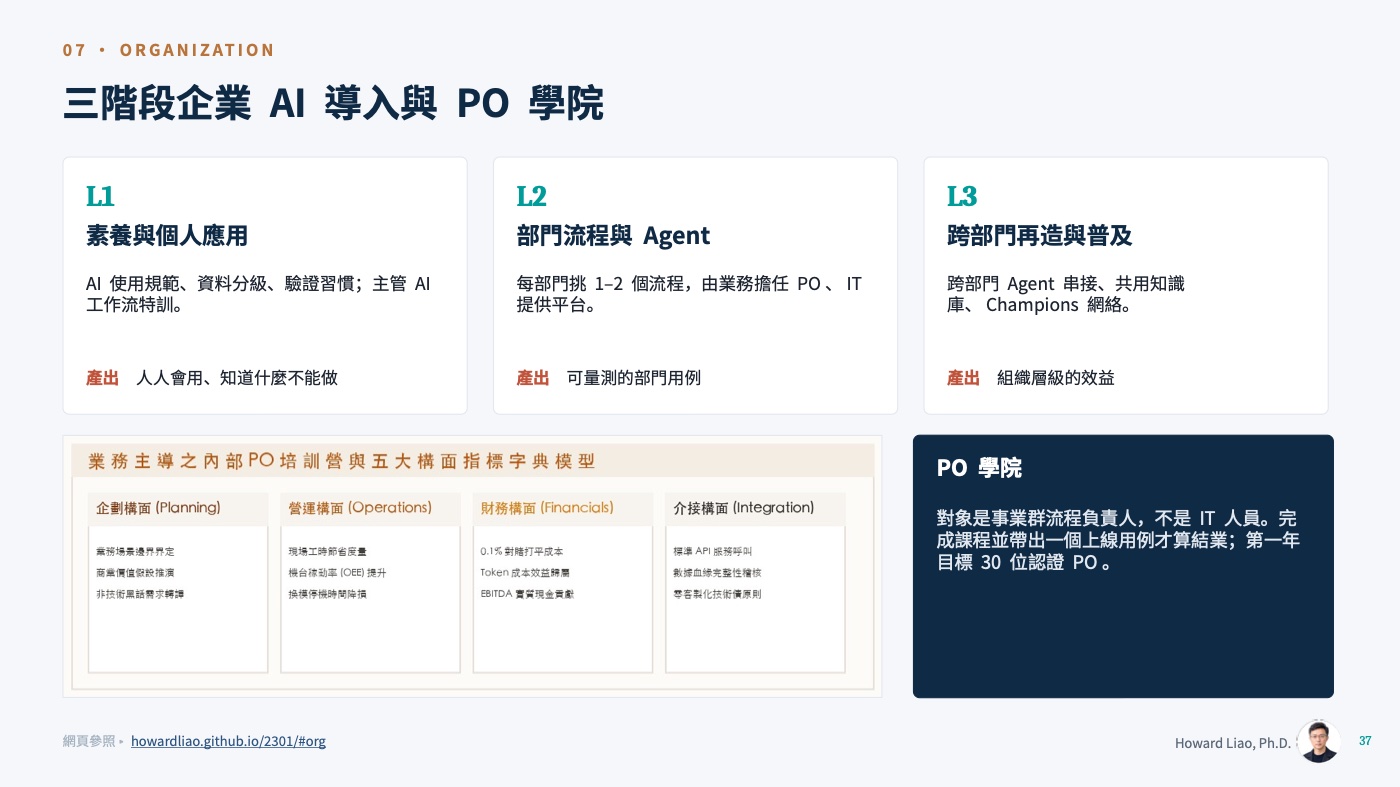 07 • ORGANIZATION
三階段企業 AI 導入與 PO 學院
L1
素養與個人應用
AI 使用規範、資料分級、驗證習慣；主管 AI
工作流特訓。
產出 人人會用、知道什麼不能做
L2
部門流程與 Agent
每部門挑 1–2 個流程，由業務擔任 PO 、 IT
提供平台。
產出 可量測的部門用例
L3
跨部門再造與普及
跨部門 Agent 串接、共用知識
庫、 Champions 網絡。
產出 組織層級的效益
業務主導之內部PO培訓營與五大構面指標字典模型
企劃構面 (Planning)
業務場景邊界界定
商業價值假設推演
非技術黑話需求轉譯
營運構面 (Operations)
現場工時節省度量
機台稼動率 (OEE) 提升
換模停機時間降損
財務構面 (Financials)
0.1% 對賭打平成本
Token 成本效益歸屬
EBITDA 實質現金貢獻
介接構面 (Integration)
標準 API 服務呼叫
數據血緣完整性稽核
零客製化技術債原則
PO 學院
對象是事業群流程負責人，不是 IT 人員。完
成課程並帶出一個上線用例才算結業；第一年
目標 30 位認證 PO 。
網頁參照 ▸ howardliao.github.io/2301/#org
Howard Liao, Ph.D.
37